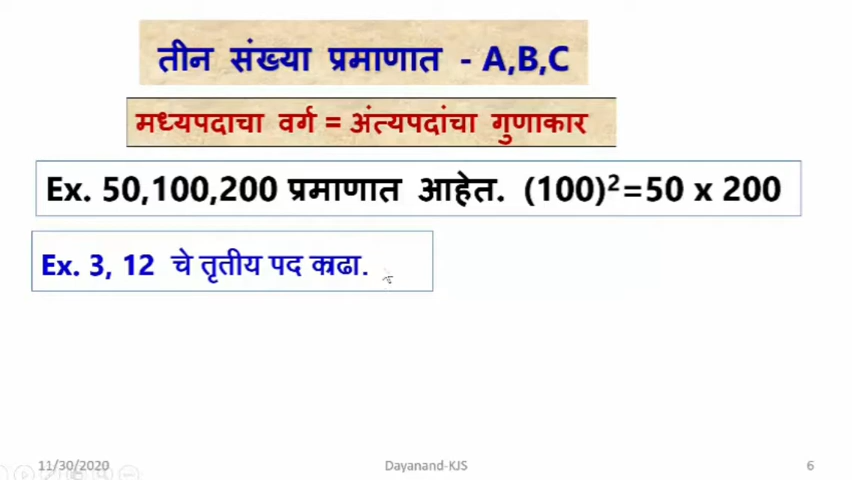 तीन संख्या प्रमाणात - A,B,C
मध्यपदाचा वर्ग = अंत्यपदांचा गुणाकार
Ex. 50,100,200 प्रमाणात आहेत. (100)²=50 x 200
Ex. 3, 12 चे तृतीय पद काढा.
11/30/2020 Dayanand-KJS 6